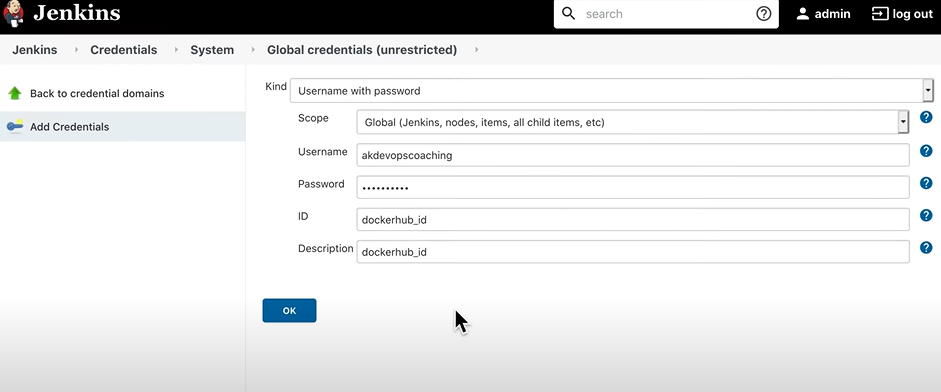 Jenkins
search
admin
log out
Jenkins Credentials System Global credentials (unrestricted)
Back to credential domains
Add Credentials
Kind Username with password
Scope Global (Jenkins, nodes, items, all child items, etc)
Username akdevopscoaching
Password ••••••••••
ID dockerhub_id
Description dockerhub_id
OK